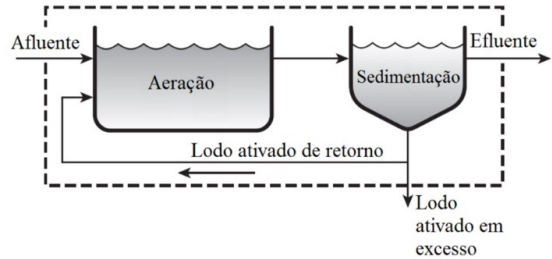 Afluente
Efluente
Aeração
Sedimentação
Lodo ativado de retorno
Lodo
ativado em
excesso